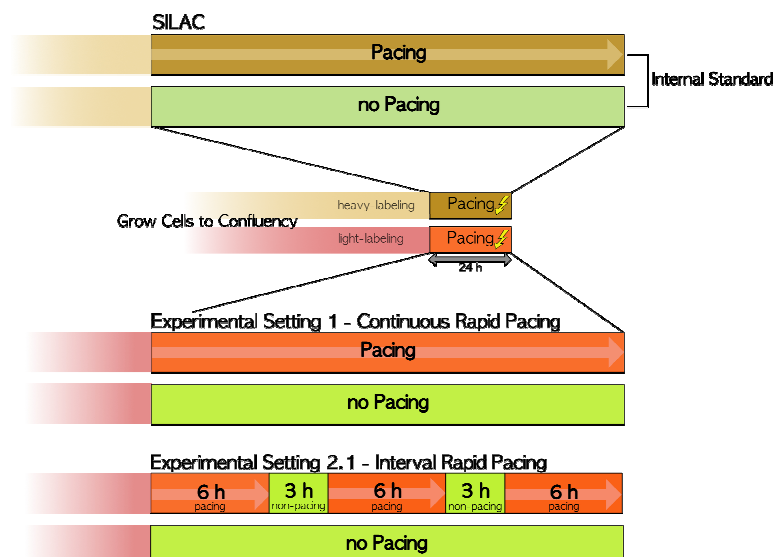 SILAC
Pacing
Internal Standard
no Pacing
heavy labeling
Pacing
Grow Cells to Confluency
light-labeling
Pacing
24 h
Experimental Setting 1 - Continuous Rapid Pacing
Pacing
no Pacing
Experimental Setting 2.1 - Interval Rapid Pacing
6 h 3 h 6 h 3 h 6 h
pacing non-pacing pacing non pacing pacing
no Pacing